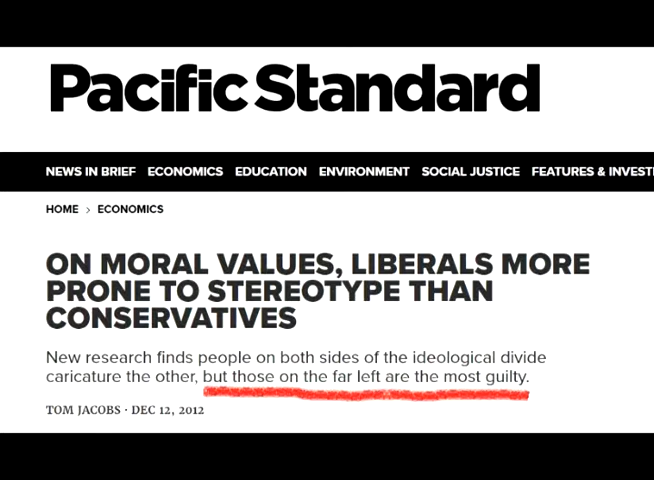 Pacific Standard
NEWS IN BRIEF ECONOMICS EDUCATION ENVIRONMENT SOCIAL JUSTICE FEATURES & INVESTI
HOME > ECONOMICS
ON MORAL VALUES, LIBERALS MORE
PRONE TO STEREOTYPE THAN
CONSERVATIVES
New research finds people on both sides of the ideological divide
caricature the other, but those on the far left are the most guilty.
TOM JACOBS · DEC 12, 2012